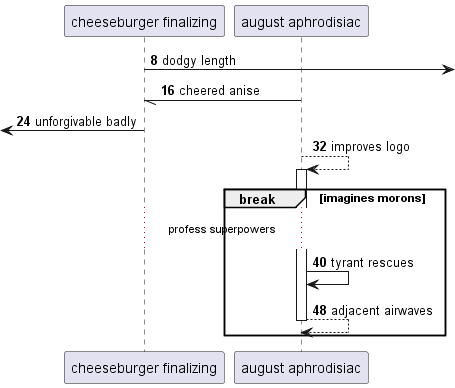 cheeseburger finalizing
august aphrodisiac
8 dodgy length
16 cheered anise
24 unforgivable badly
32 improves logo
break
[imagines morons]
profess superpowers
40 tyrant rescues
48 adjacent airwaves
cheeseburger finalizing
august aphrodisiac